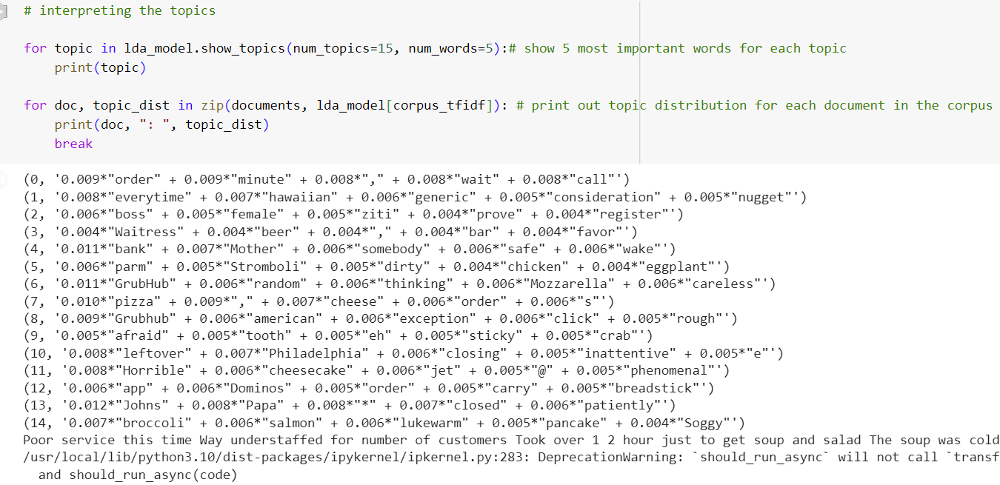 # interpreting the topics
for topic in lda_model.show_topics(num_topics=15, num_words=5):# show 5 most important words for each topic
    print(topic)
for doc, topic_dist in zip(documents, lda_model[corpus_tfidf]): # print out topic distribution for each document in the corpus
    print(doc, ": ", topic_dist)
    break
(0, '0.009*"order" + 0.009*"minute" + 0.008*"," + 0.008*"wait" + 0.008*"call"')
(1, '0.008*"everytime" + 0.007*"hawaiian" + 0.006*"generic" + 0.005*"consideration" + 0.005*"nugget"')
(2, '0.006*"boss" + 0.005*"female" + 0.005*"ziti" + 0.004*"prove" + 0.004*"register"')
(3, '0.004*"Waitress" + 0.004*"beer" + 0.004*"," + 0.004*"bar" + 0.004*"favor"')
(4, '0.011*"bank" + 0.007*"Mother" + 0.006*"somebody" + 0.006*"safe" + 0.006*"wake"')
(5, '0.006*"parm" + 0.005*"Stromboli" + 0.005*"dirty" + 0.004*"chicken" + 0.004*"eggplant"')
(6, '0.011*"GrubHub" + 0.006*"random" + 0.006*"thinking" + 0.006*"Mozzarella" + 0.006*"careless"')
(7, '0.010*"pizza" + 0.009*"," + 0.007*"cheese" + 0.006*"order" + 0.006*"s"')
(8, '0.009*"Grubhub" + 0.006*"american" + 0.006*"exception" + 0.006*"click" + 0.005*"rough"')
(9, '0.005*"afraid" + 0.005*"tooth" + 0.005*"eh" + 0.005*"sticky" + 0.005*"crab"')
(10, '0.008*"leftover" + 0.007*"Philadelphia" + 0.006*"closing" + 0.005*"inattentive" + 0.005*"e"')
(11, '0.008*"Horrible" + 0.006*"cheesecake" + 0.006*"jet" + 0.005*"@" + 0.005*"phenomenal"')
(12, '0.006*"app" + 0.006*"Dominos" + 0.005*"order" + 0.005*"carry" + 0.005*"breadstick"')
(13, '0.012*"Johns" + 0.008*"Papa" + 0.008*"*" + 0.007*"closed" + 0.006*"patiently"')
(14, '0.007*"broccoli" + 0.006*"salmon" + 0.006*"lukewarm" + 0.005*"pancake" + 0.004*"Soggy"')
Poor service this time Way understaffed for number of customers Took over 1 2 hour just to get soup and salad The soup was cold
/usr/local/lib/python3.10/dist-packages/ipykernel/ipkernel.py:283: DeprecationWarning: `should_run_async` will not call `transf
  and should_run_async(code)